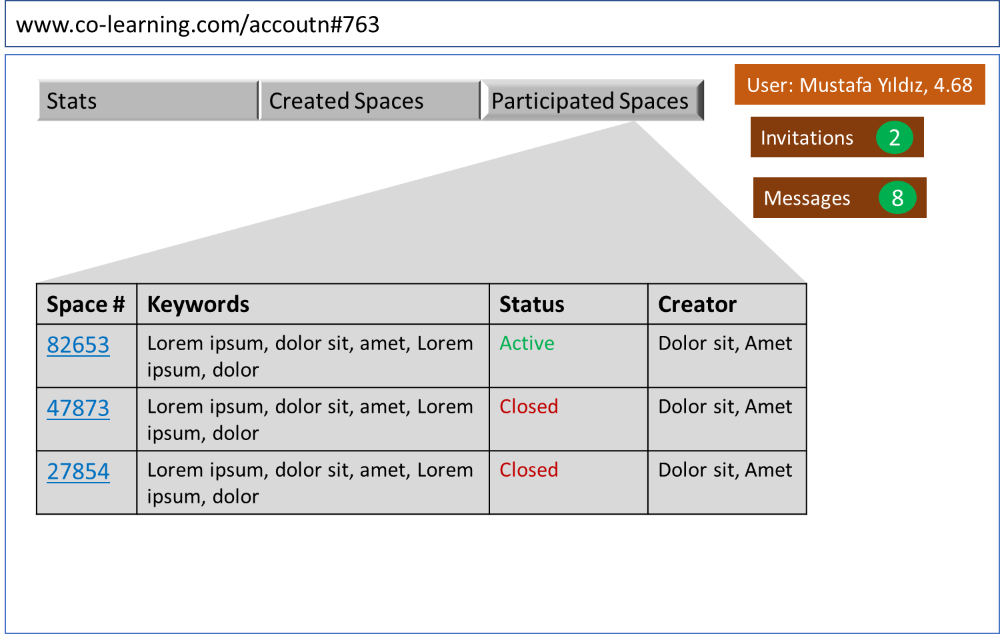 www.co-learning.com/accoutn#763
Stats
Created Spaces
Participated Spaces
User: Mustafa Yıldız, 4.68
Invitations
2
Messages
8
Space #
Keywords
Status
Creator
82653
Lorem ipsum, dolor sit, amet, Lorem
ipsum, dolor
Active
Dolor sit, Amet
47873
Lorem ipsum, dolor sit, amet, Lorem
ipsum, dolor
Closed
Dolor sit, Amet
27854
Lorem ipsum, dolor sit, amet, Lorem
ipsum, dolor
Closed
Dolor sit, Amet